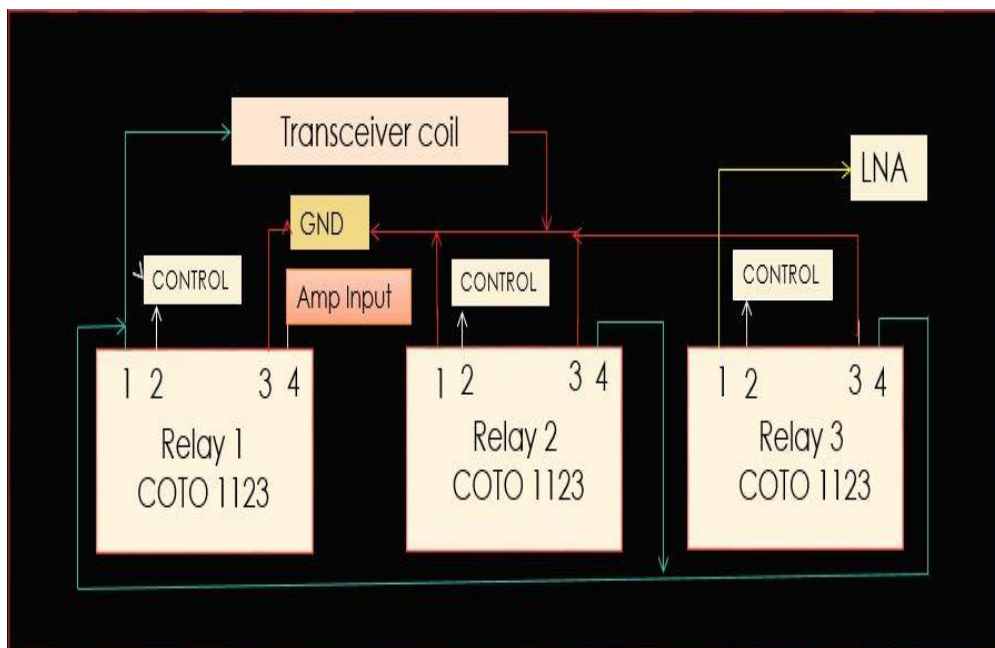 Transceiver coil
LNA
GND
CONTROL
Amp Input
CONTROL
CONTROL
1 2 3 4
Relay 1
COTO 1123
1 2 3 4
Relay 2
COTO 1123
1 2 3 4
Relay 3
COTO 1123